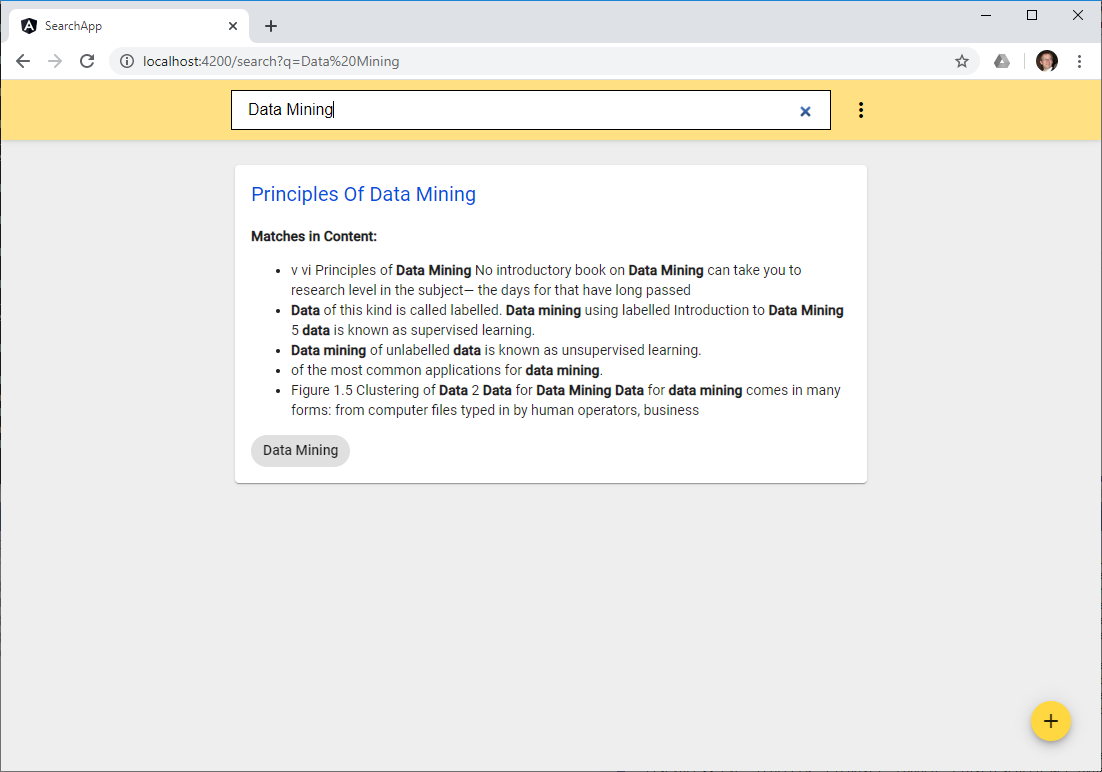 SearchApp
localhost:4200/search?q=Data%20Mining
Data Mining
Principles Of Data Mining
Matches in Content:
v vi Principles of Data Mining No introductory book on Data Mining can take you to
research level in the subject— the days for that have long passed
Data of this kind is called labelled. Data mining using labelled Introduction to Data Mining
5 data is known as supervised learning.
Data mining of unlabelled data is known as unsupervised learning.
of the most common applications for data mining.
Figure 1.5 Clustering of Data 2 Data for Data Mining Data for data mining comes in many
forms: from computer files typed in by human operators, business
Data Mining